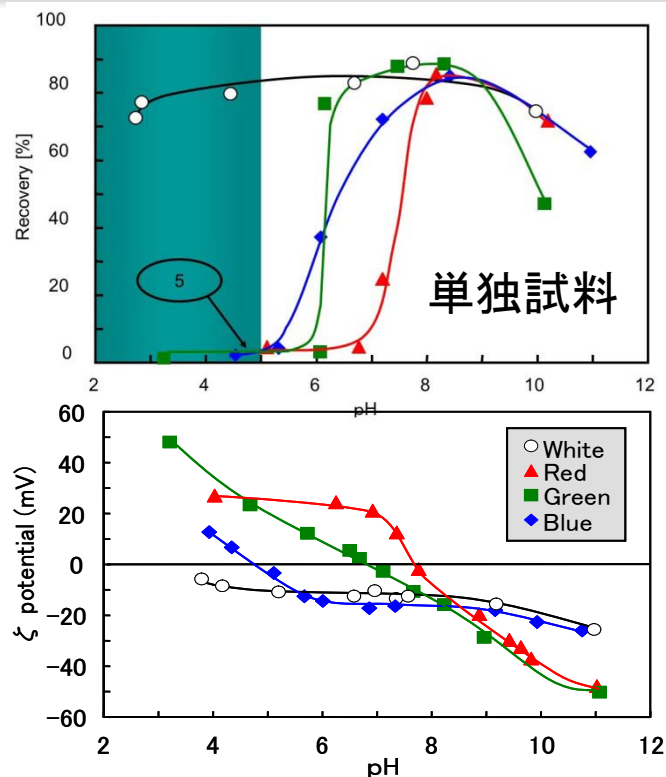 100
80
60
40
20
0
Recovery [%]
5
単独試料
2 4 6 8 10 12
pH
60
40
20
0
-20
-40
-60
ζ potential (mV)
White
Red
Green
Blue
2 4 6 8 10 12
pH